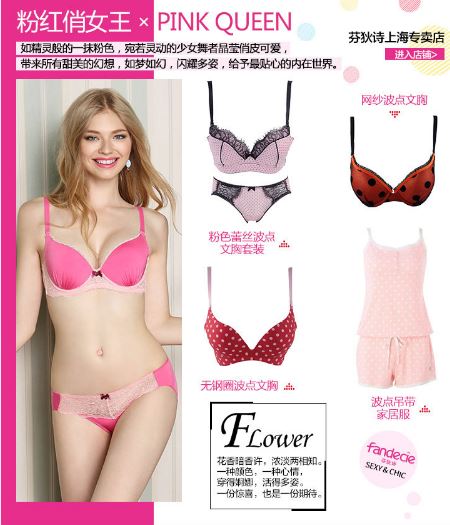 粉红俏女王 × PINK QUEEN
如精灵般的一抹粉色，宛若灵动的少女舞者晶莹俏皮可爱，
带来所有甜美的幻想，如梦如幻，闪耀多姿，给予最贴心的内在世界。
芬狄诗上海专卖店
进入店铺>
网纱波点文胸
粉色蕾丝波点
文胸套装
无钢圈波点文胸
波点吊带
家居服
FLower
花香暗香许，浓淡两相知。
一种颜色，一种心情，
穿得婀娜，活得多姿。
一份惊喜，也是一份期待。
fandecie
芬狄诗
SEXY & CHIC